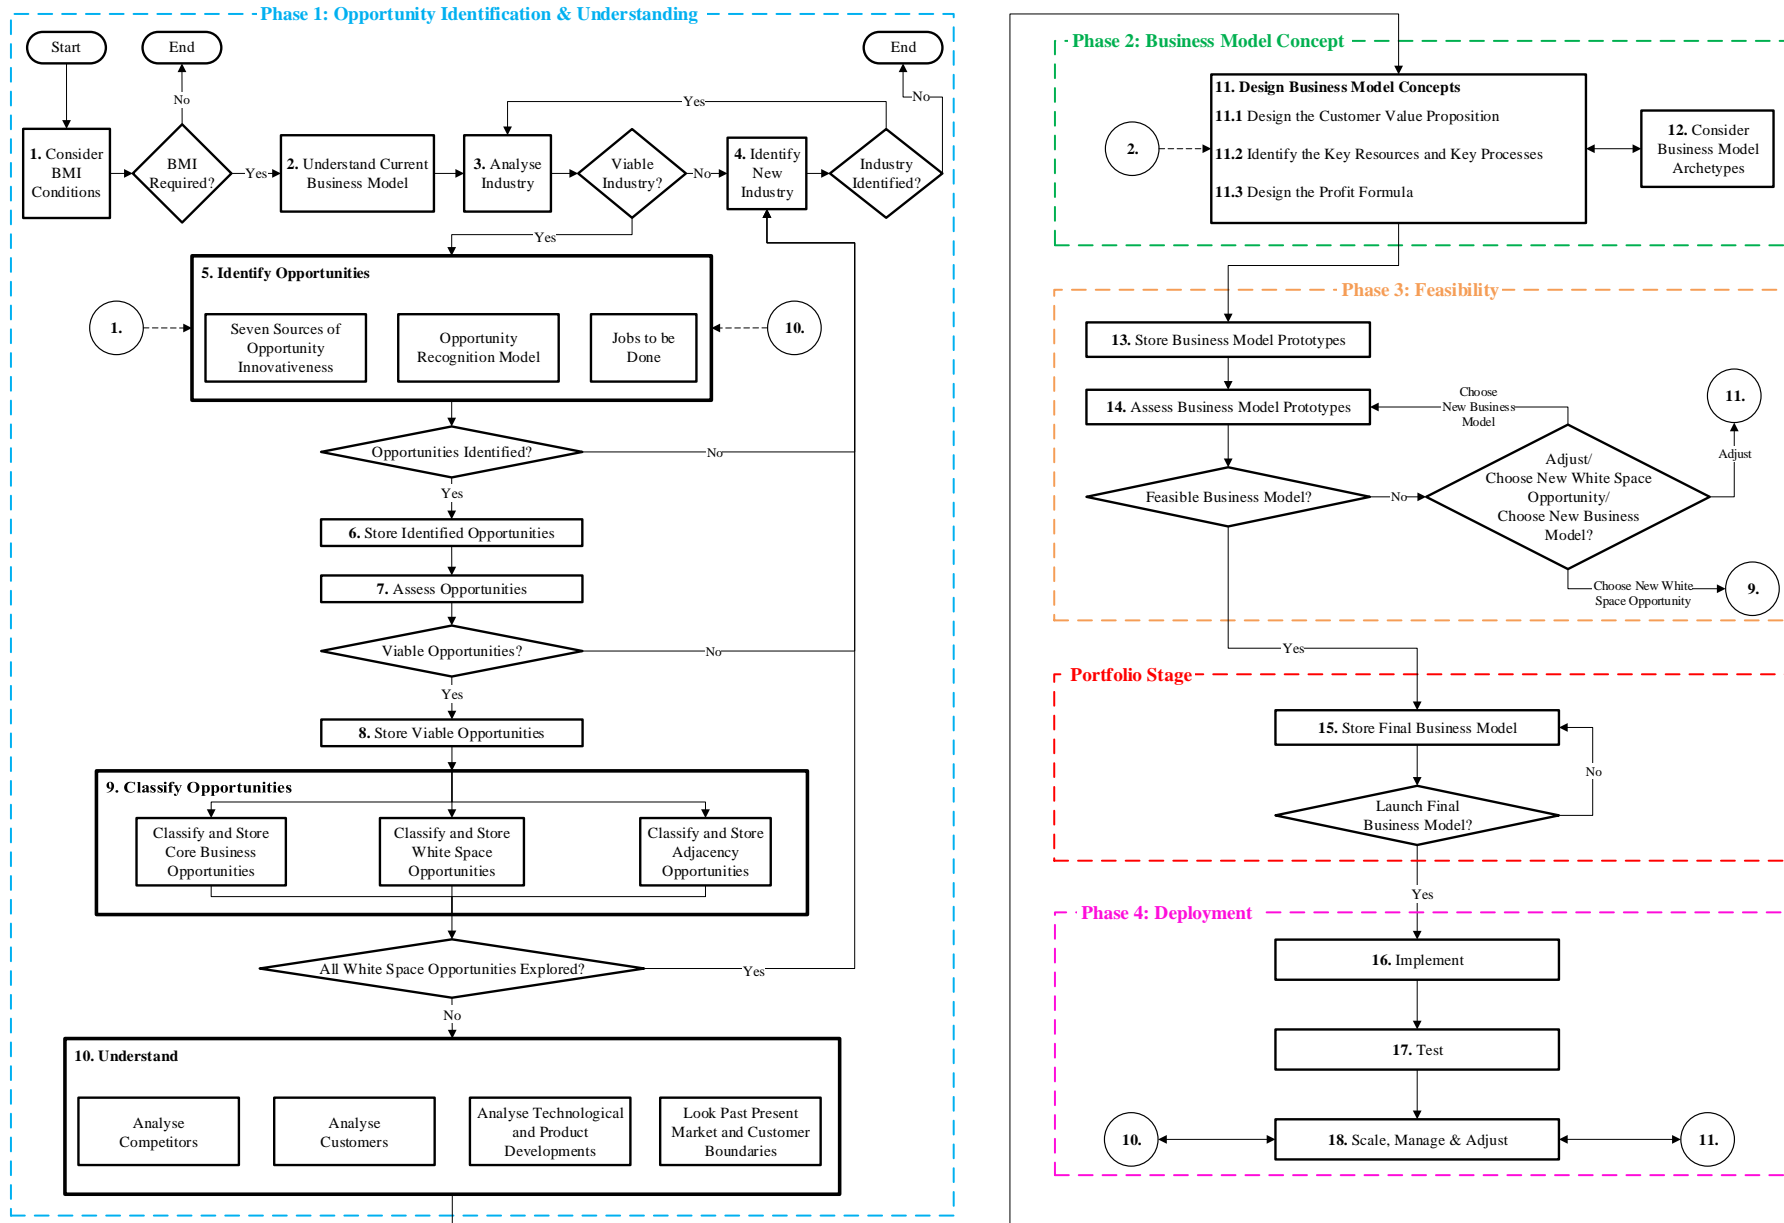 Phase 1: Opportunity Identification & Understanding
Start
End
End
No
No
Yes
1. Consider
BMI
Conditions
BMI
Required?
Yes
2. Understand Current
Business Model
3. Analyse
Industry
Viable
Industry?
No
4. Identify
New
Industry
Industry
Identified?
Yes
5. Identify Opportunities
1.
Seven Sources of
Opportunity
Innovativeness
Opportunity
Recognition Model
Jobs to be
Done
10.
Opportunities Identified?
No
Yes
6. Store Identified Opportunities
7. Assess Opportunities
Viable Opportunities?
No
Yes
8. Store Viable Opportunities
9. Classify Opportunities
Classify and Store
Core Business
Opportunities
Classify and Store
White Space
Opportunities
Classify and Store
Adjacency
Opportunities
All White Space Opportunities Explored?
Yes
No
10. Understand
Analyse
Competitors
Analyse
Customers
Analyse Technological
and Product
Developments
Look Past Present
Market and Customer
Boundaries
Phase 2: Business Model Concept
2.
11. Design Business Model Concepts
11.1 Design the Customer Value Proposition
11.2 Identify the Key Resources and Key Processes
11.3 Design the Profit Formula
12. Consider
Business Model
Archetypes
Phase 3: Feasibility
13. Store Business Model Prototypes
14. Assess Business Model Prototypes
Choose
New Business
Model
11.
Adjust
Feasible Business Model?
No
Adjust/
Choose New White Space
Opportunity/
Choose New Business
Model?
Choose New White
Space Opportunity
9.
Yes
Portfolio Stage
15. Store Final Business Model
No
Launch Final
Business Model?
Yes
Phase 4: Deployment
16. Implement
17. Test
10.
18. Scale, Manage & Adjust
11.